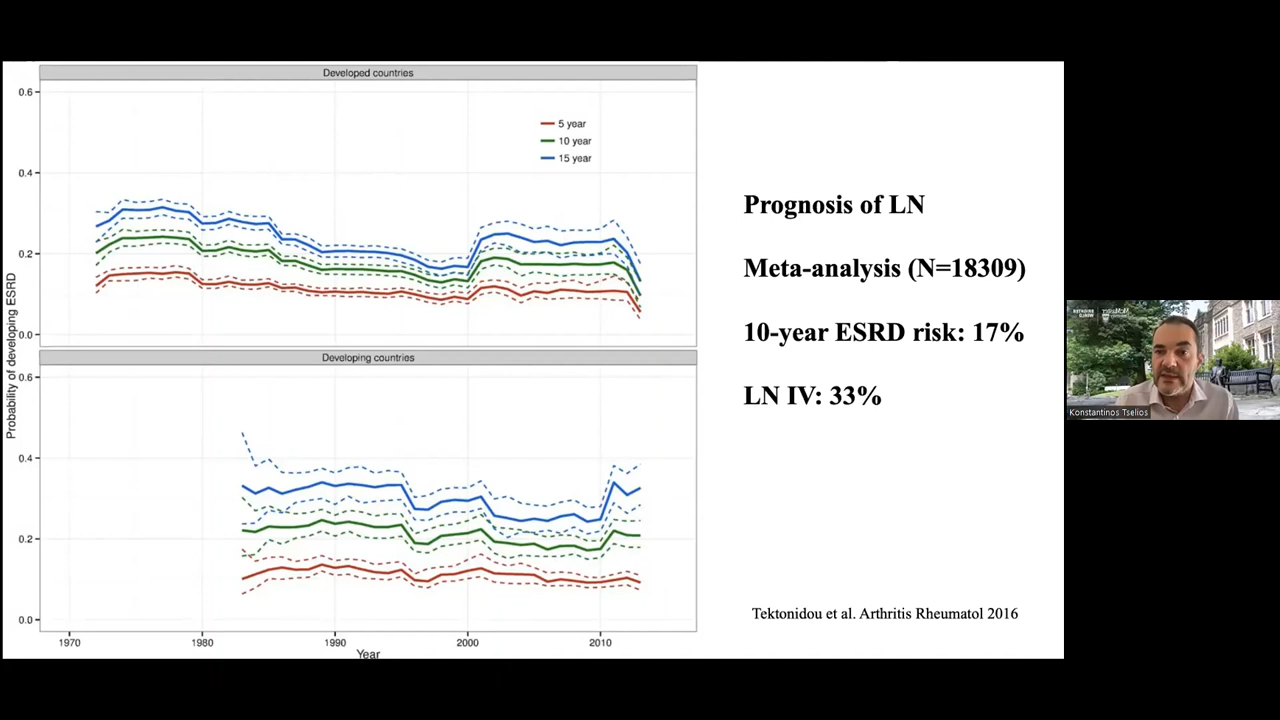 Developed countries
0.6
0.4
0.2
0.0
5 year
10 year
15 year
Developing countries
0.6
0.4
0.2
0.0
1970
1980
1990
2000
2010
Year
Probability of developing ESRD
Prognosis of LN
Meta-analysis (N=18309)
10-year ESRD risk: 17%
LN IV: 33%
Tektonidou et al. Arthritis Rheumatol 2016
Konstantinos Tselios